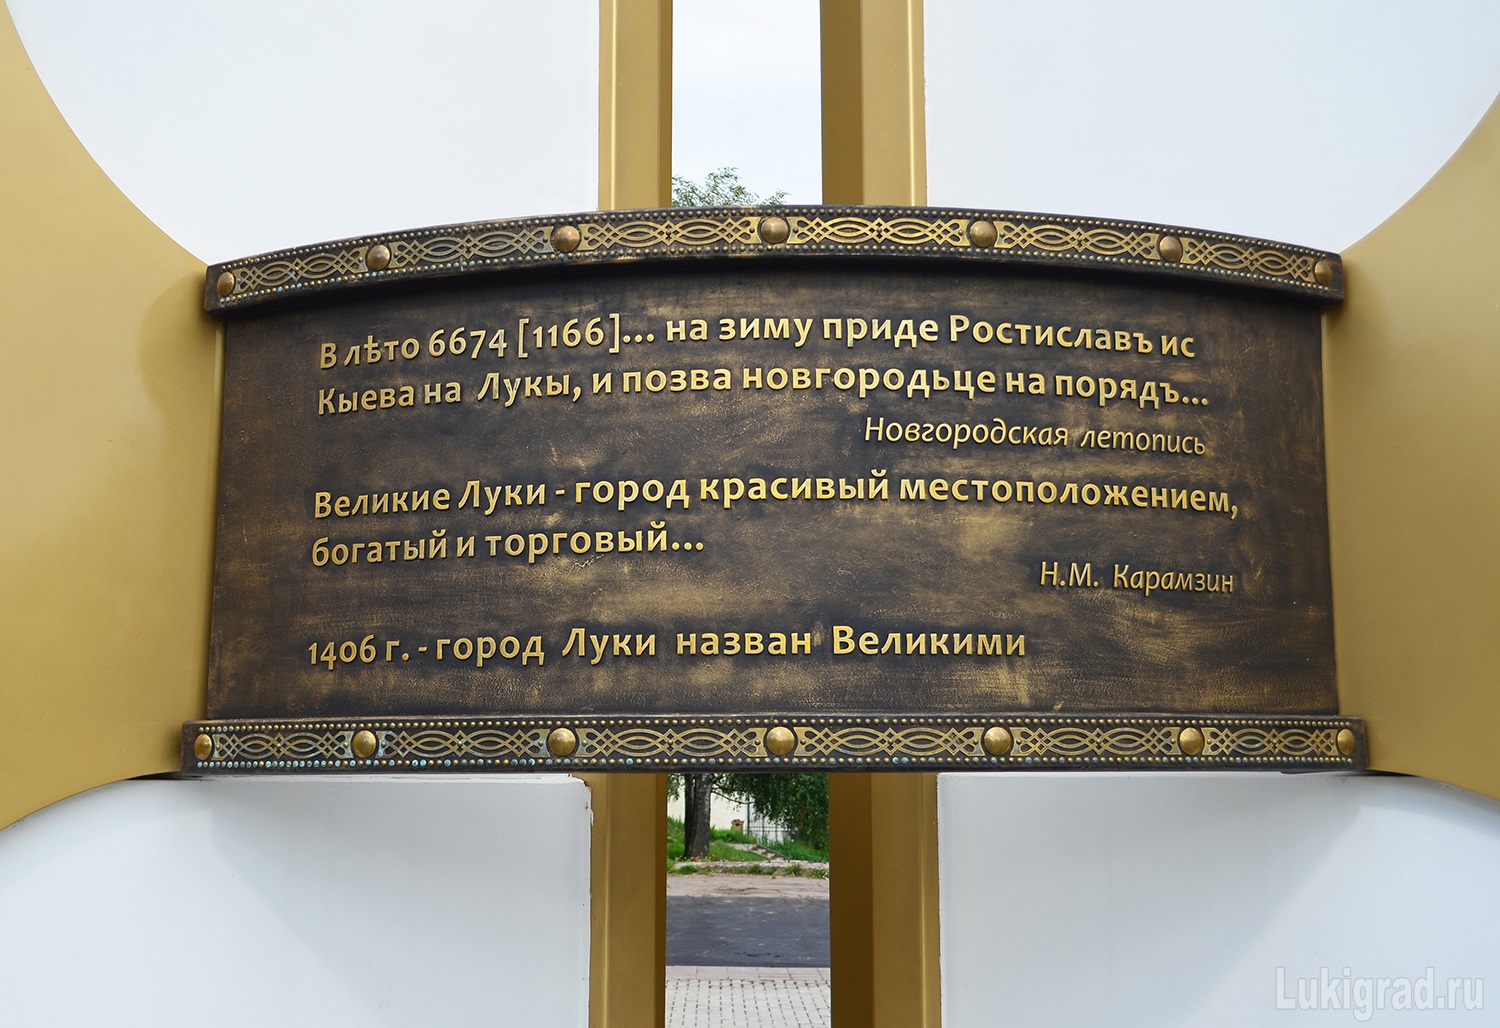 В лѣто 6674 [1166]... на зиму приде Ростиславъ ис
Кыева на Лукы, и позва новгородьце на порядъ...
Новгородская летопись
Великие Луки - город красивый местоположением,
богатый и торговый...
Н.М. Карамзин
1406 г. - город Луки назван Великими
Lukigrad.ru